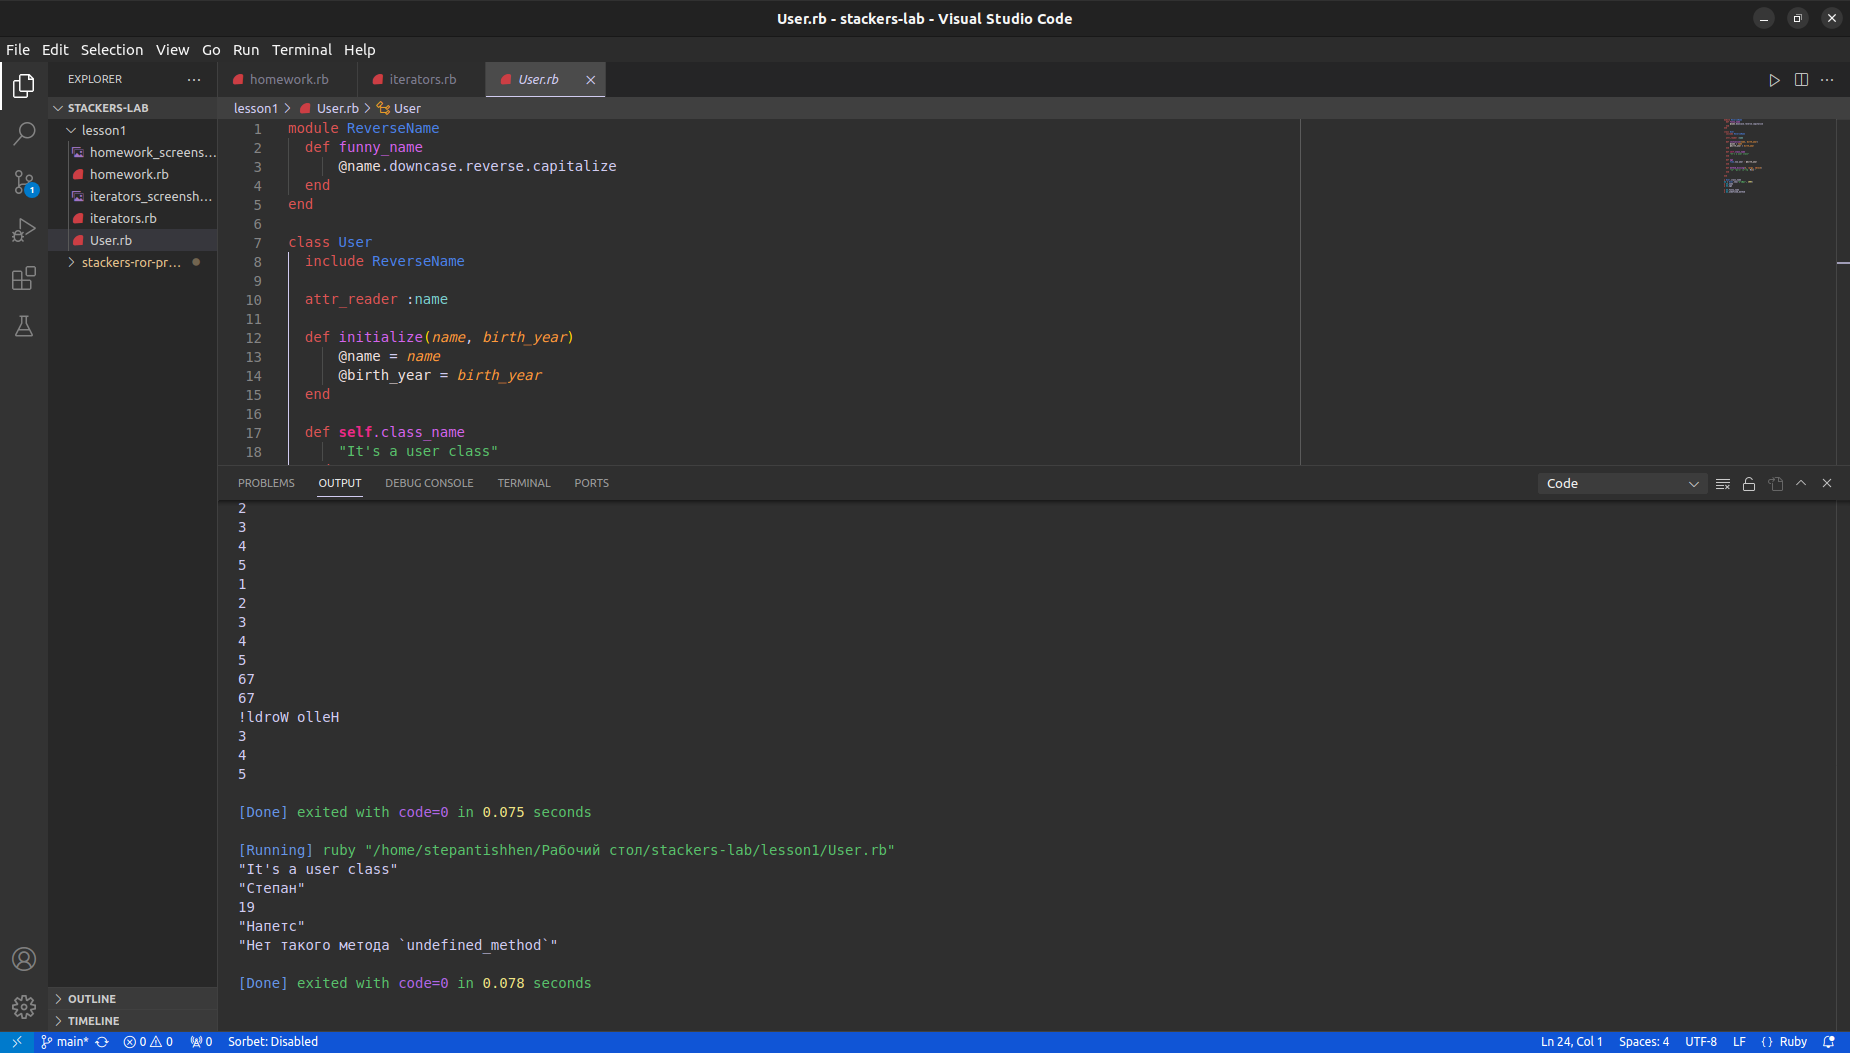 User.rb - stackers-lab - Visual Studio Code
File Edit Selection View Go Run Terminal Help
EXPLORER
homework.rb
iterators.rb
User.rb
STACKERS-LAB
lesson1
homework_screens...
homework.rb
iterators_screensh...
iterators.rb
User.rb
stackers-ror-pr...
1
lesson1 > User.rb > User
1 module ReverseName
2 def funny_name
3 @name.downcase.reverse.capitalize
4 end
5 end
6
7 class User
8 include ReverseName
9
10 attr_reader :name
11
12 def initialize(name, birth_year)
13 @name = name
14 @birth_year = birth_year
15 end
16
17 def self.class_name
18 "It's a user class"
PROBLEMS OUTPUT DEBUG CONSOLE TERMINAL PORTS
Code
2
3
4
5
1
2
3
4
5
67
67
!ldroW olleH
3
4
5
[Done] exited with code=0 in 0.075 seconds
[Running] ruby "/home/stepantishhen/Рабочий стол/stackers-lab/lesson1/User.rb"
"It's a user class"
"Степан"
19
"Напетс"
"Нет такого метода `undefined_method`"
[Done] exited with code=0 in 0.078 seconds
OUTLINE
TIMELINE
main* 0 0 0 Sorbet: Disabled
Ln 24, Col 1 Spaces: 4 UTF-8 LF {} Ruby